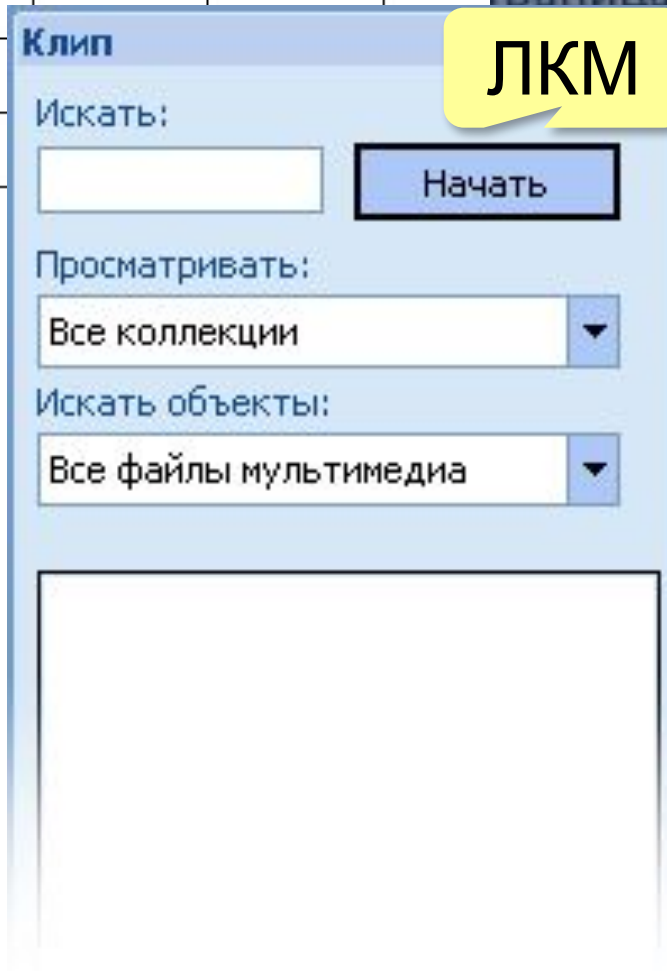 Клип
ЛКМ
Искать:
Начать
Просматривать:
Все коллекции
Искать объекты:
Все файлы мультимедиа